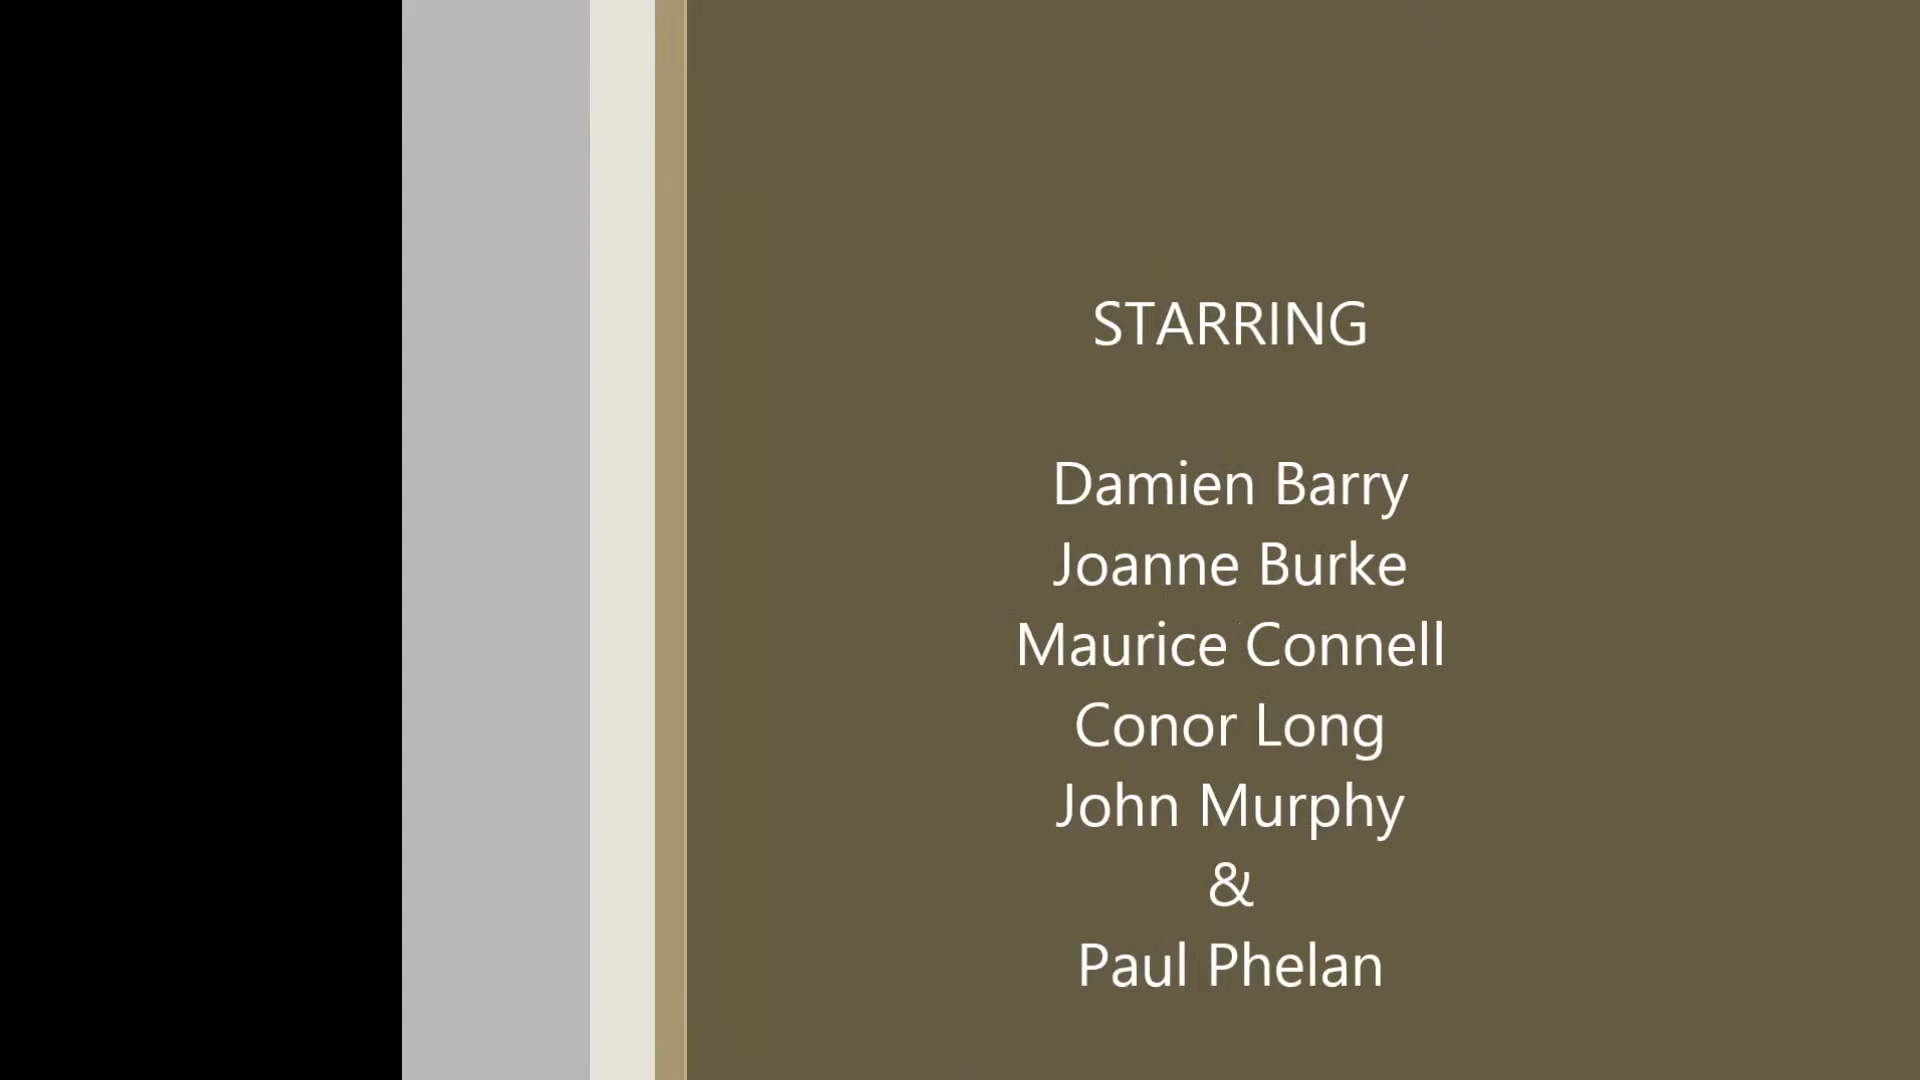 STARRING
Damien Barry
Joanne Burke
Maurice Connell
Conor Long
John Murphy
&
Paul Phelan